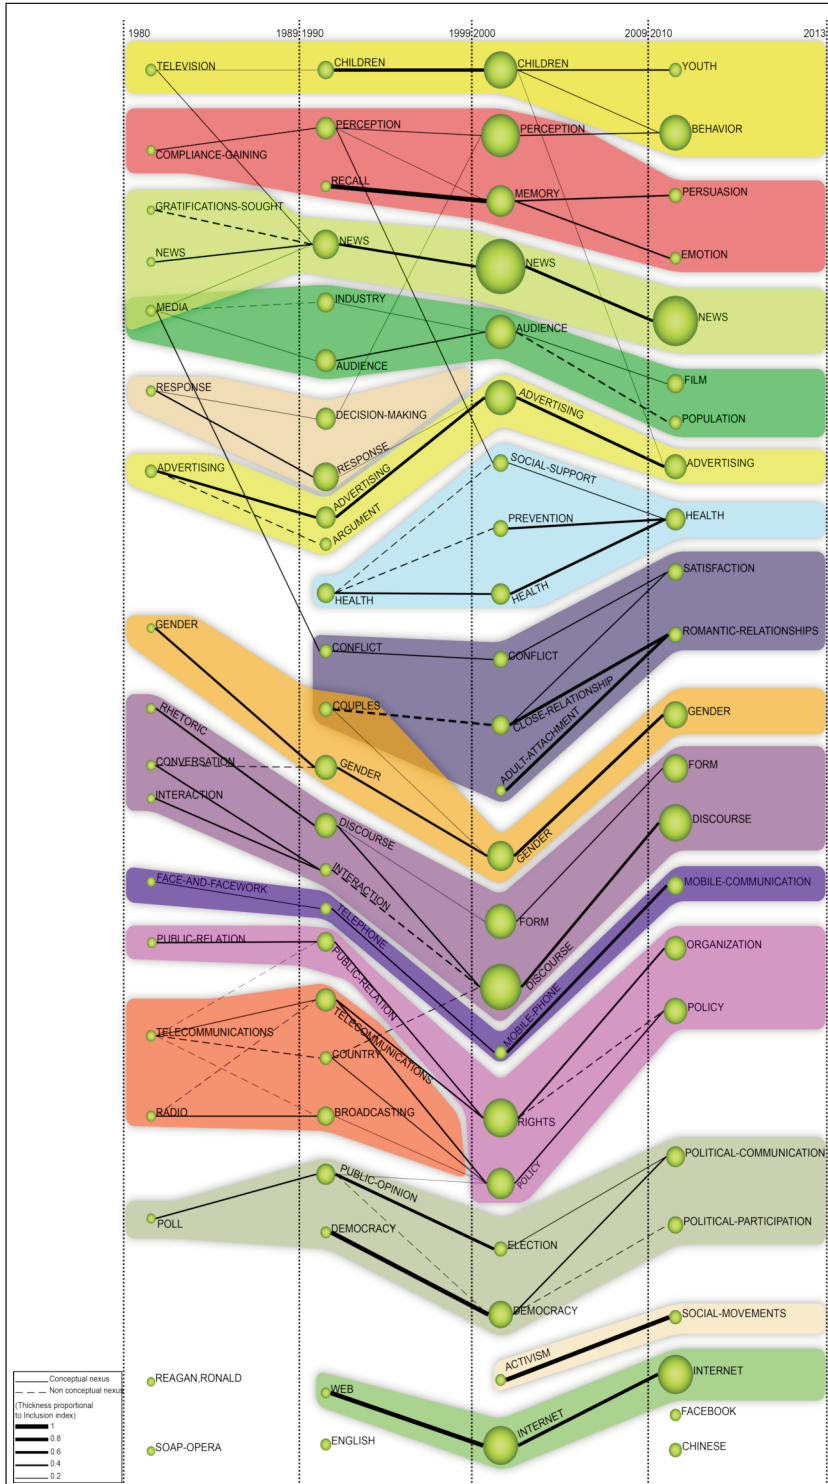 1980 1989 1990 1999 2000 2009 2010 2013
TELEVISION CHILDREN CHILDREN YOUTH
COMPLIANCE-GAINING PERCEPTION PERCEPTION BEHAVIOR
RECALL MEMORY PERSUASION
GRATIFICATIONS-SOUGHT
NEWS NEWS NEWS EMOTION
MEDIA INDUSTRY AUDIENCE NEWS
AUDIENCE FILM
RESPONSE DECISION-MAKING ADVERTISING POPULATION
RESPONSE
ADVERTISING ADVERTISING SOCIAL-SUPPORT ADVERTISING
ARGUMENT PREVENTION HEALTH
HEALTH HEALTH SATISFACTION
GENDER CONFLICT CONFLICT ROMANTIC-RELATIONSHIPS
RHETORIC COUPLES CLOSE-RELATIONSHIP GENDER
CONVERSATION GENDER ADULT-ATTACHMENT FORM
INTERACTION DISCOURSE GENDER DISCOURSE
FACE-AND-FACEWORK INTERACTION MOBILE-COMMUNICATION
TELEPHONE FORM
PUBLIC-RELATION PUBLIC-RELATION DISCOURSE ORGANIZATION
TELECOMMUNICATIONS TELECOMMUNICATIONS MOBILE-PHONE POLICY
COUNTRY
RADIO BROADCASTING RIGHTS
PUBLIC-OPINION POLICY POLITICAL-COMMUNICATION
POLL DEMOCRACY ELECTION POLITICAL-PARTICIPATION
DEMOCRACY SOCIAL-MOVEMENTS
REAGAN,RONALD WEB ACTIVISM INTERNET
SOAP-OPERA ENGLISH INTERNET FACEBOOK
CHINESE
Conceptual nexus
Non conceptual nexus
(Thickness proportional
to Inclusion index)
1
0.8
0.6
0.4
0.2